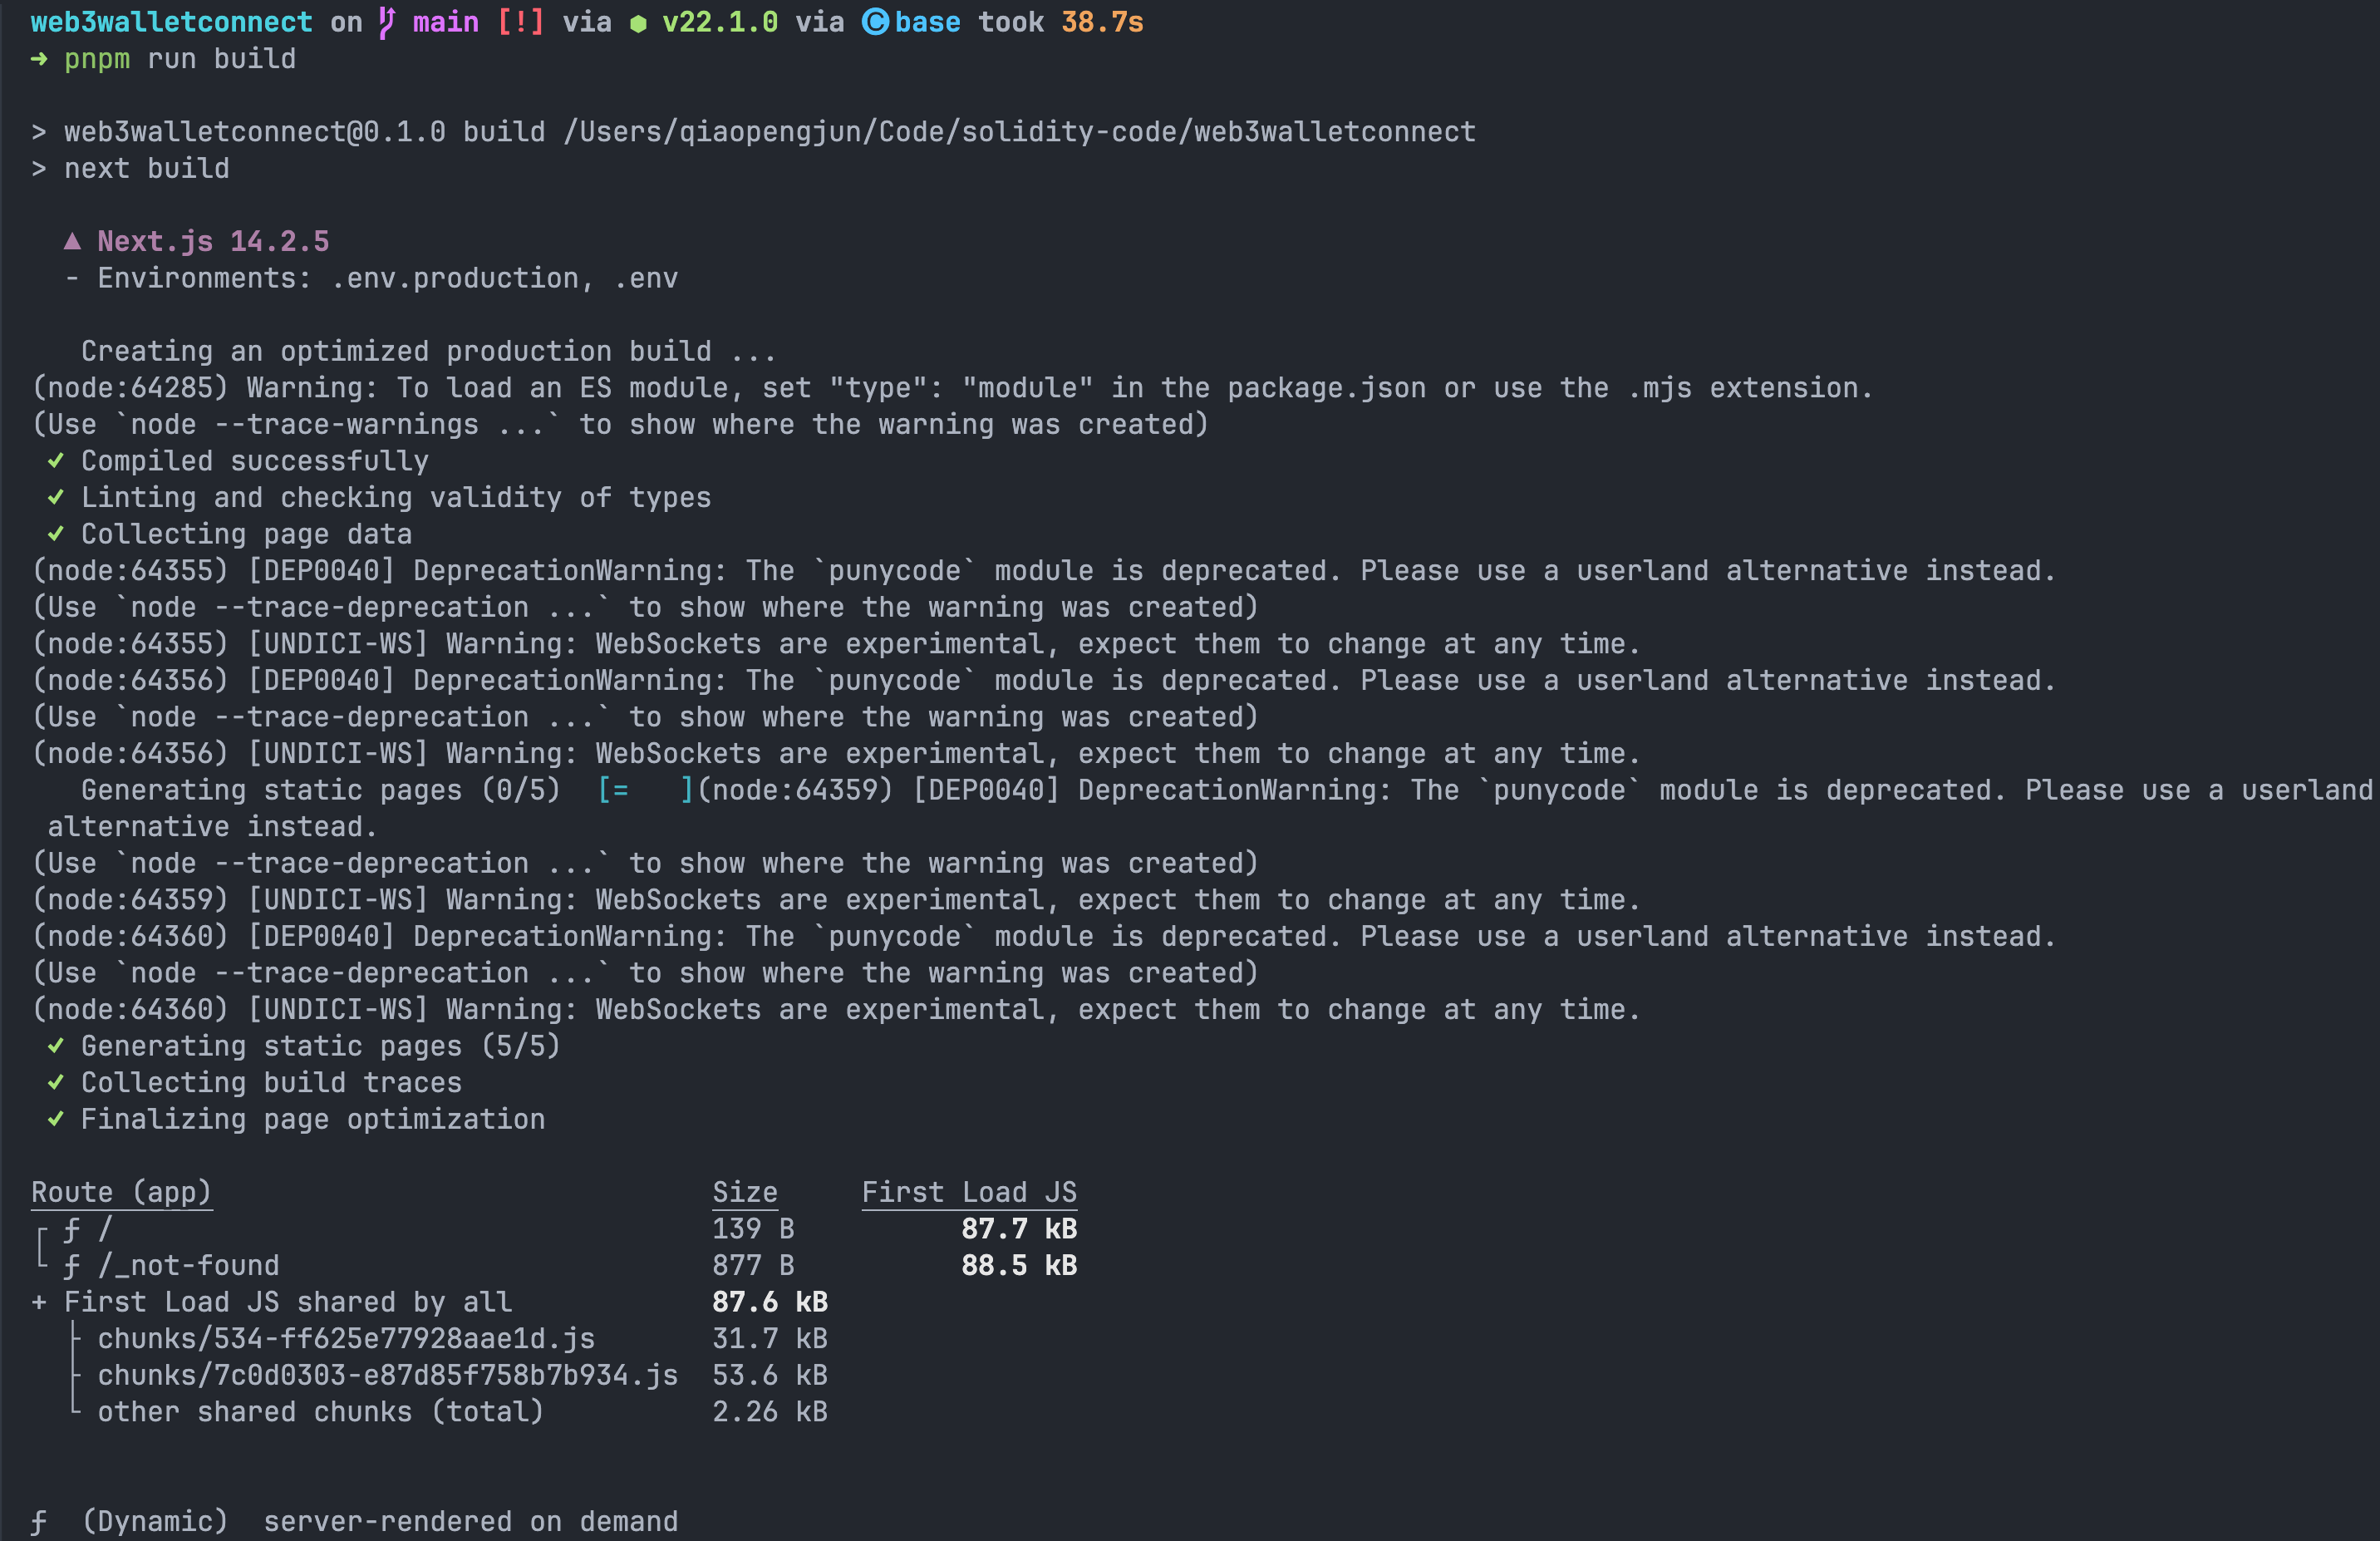 web3walletconnect on main [!] via ⬢ v22.1.0 via Ⓒ base took 38.7s
➜ pnpm run build
> web3walletconnect@0.1.0 build /Users/qiaopengjun/Code/solidity-code/web3walletconnect
> next build
▲ Next.js 14.2.5
- Environments: .env.production, .env
Creating an optimized production build ...
(node:64285) Warning: To load an ES module, set "type": "module" in the package.json or use the .mjs extension.
(Use `node --trace-warnings ...` to show where the warning was created)
✓ Compiled successfully
✓ Linting and checking validity of types
✓ Collecting page data
(node:64355) [DEP0040] DeprecationWarning: The `punycode` module is deprecated. Please use a userland alternative instead.
(Use `node --trace-deprecation ...` to show where the warning was created)
(node:64355) [UNDICI-WS] Warning: WebSockets are experimental, expect them to change at any time.
(node:64356) [DEP0040] DeprecationWarning: The `punycode` module is deprecated. Please use a userland alternative instead.
(Use `node --trace-deprecation ...` to show where the warning was created)
(node:64356) [UNDICI-WS] Warning: WebSockets are experimental, expect them to change at any time.
Generating static pages (0/5)  [=   ](node:64359) [DEP0040] DeprecationWarning: The `punycode` module is deprecated. Please use a userland
alternative instead.
(Use `node --trace-deprecation ...` to show where the warning was created)
(node:64359) [UNDICI-WS] Warning: WebSockets are experimental, expect them to change at any time.
(node:64360) [DEP0040] DeprecationWarning: The `punycode` module is deprecated. Please use a userland alternative instead.
(Use `node --trace-deprecation ...` to show where the warning was created)
(node:64360) [UNDICI-WS] Warning: WebSockets are experimental, expect them to change at any time.
✓ Generating static pages (5/5)
✓ Collecting build traces
✓ Finalizing page optimization
Route (app)                              Size     First Load JS
┌ ƒ /                                    139 B          87.7 kB
└ ƒ /_not-found                          877 B          88.5 kB
+ First Load JS shared by all            87.6 kB
├ chunks/534-ff625e77928aae1d.js       31.7 kB
├ chunks/7c0d0303-e87d85f758b7b934.js  53.6 kB
└ other shared chunks (total)          2.26 kB
ƒ  (Dynamic)  server-rendered on demand